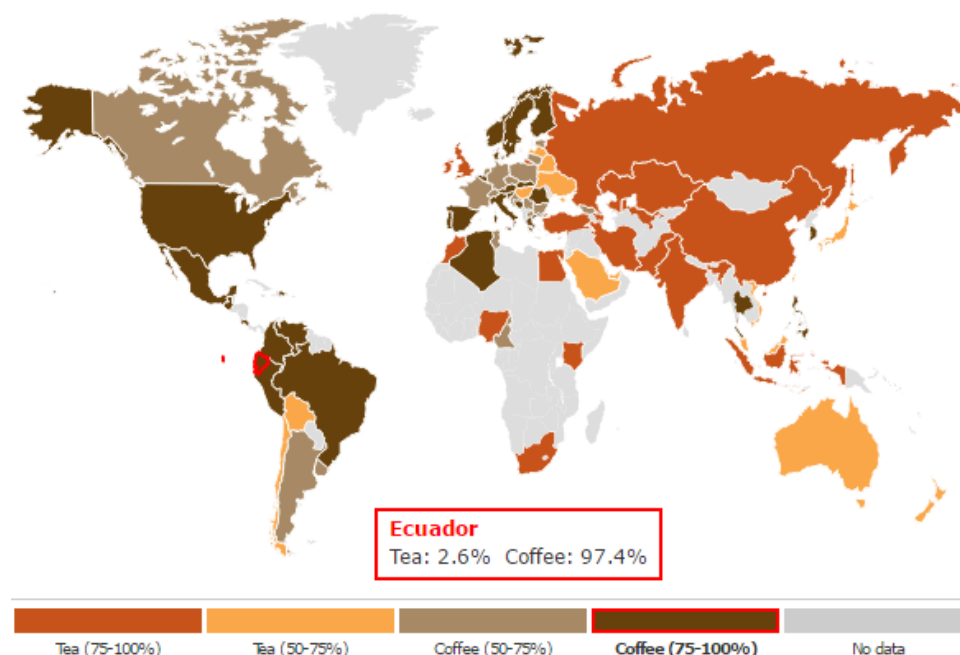 Ecuador
Tea: 2.6% Coffee: 97.4%
Tea (75-100%)
Tea (50-75%)
Coffee (50-75%)
Coffee (75-100%)
No data